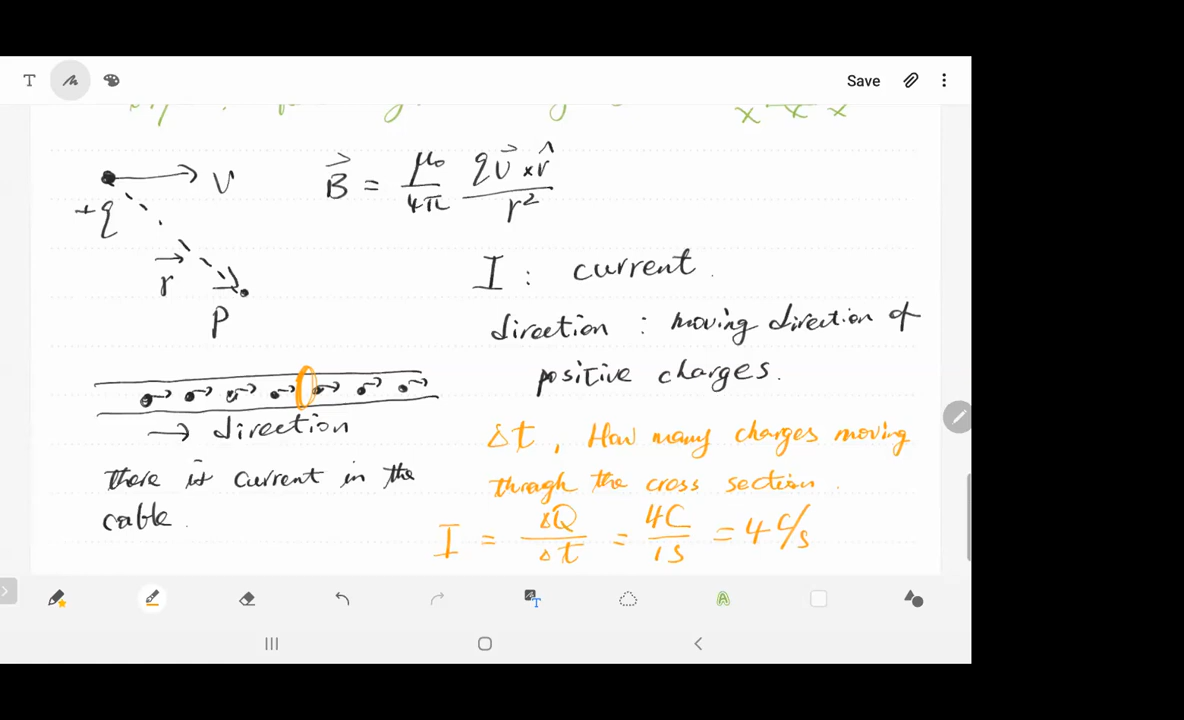 T
Save
x x x
V
+q
B⃗ = μ₀/4π qv⃗ × r̂/r²
r⃗
P
I : current.
direction : moving direction of
positive charges.
→ direction
there is current in the
cable.
Δt, How many charges moving
through the cross section.
I = ΔQ/Δt = 4C/1S = 4 C/s
T
A